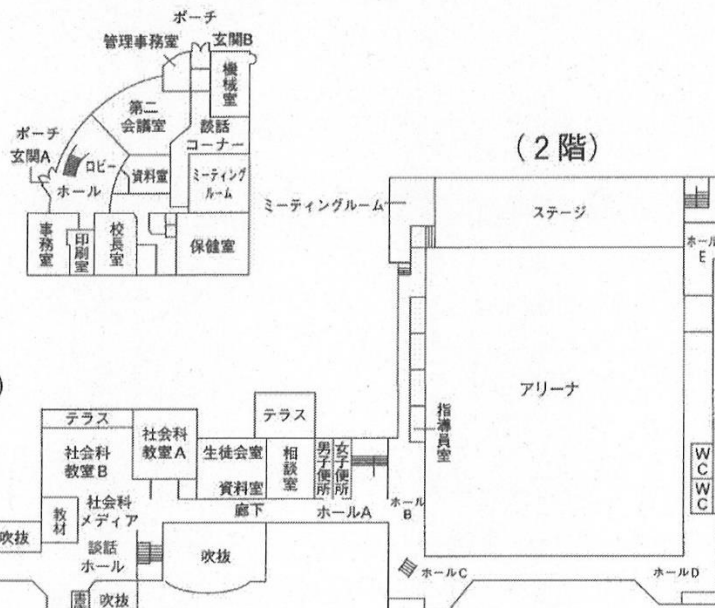 ポーチ
管理事務室
玄関B
機械室
第二
会議室
談話
コーナー
ポーチ
玄関A
ロビー
ホール
資料室
ミーティング
ルーム
事務室
印刷室
校長室
保健室
(2階)
ミーティングルーム
ステージ
ホール
E
アリーナ
指導員室
WC
WC
テラス
テラス
社会科
教室B
社会科
教室A
生徒会室
資料室
相談室
男子便所
女子便所
教材
社会科
メディア
廊下
ホールA
ホール
B
吹抜
談話
ホール
吹抜
ホールC
ホールD
吹抜